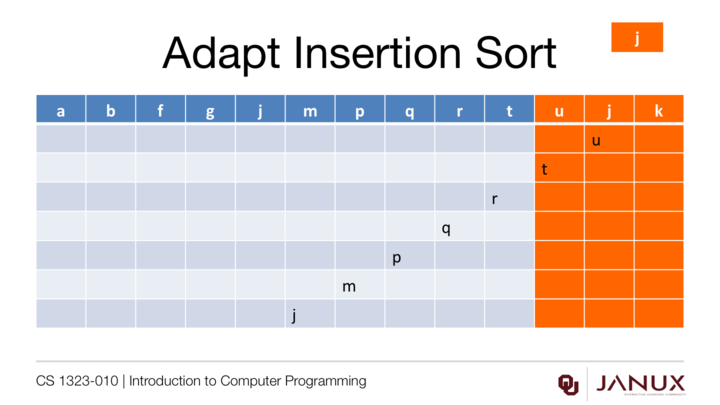 j
Adapt Insertion Sort
a b f g j m p q r t u j k
u
t
r
q
p
m
j
CS 1323-010 | Introduction to Computer Programming
JANUX